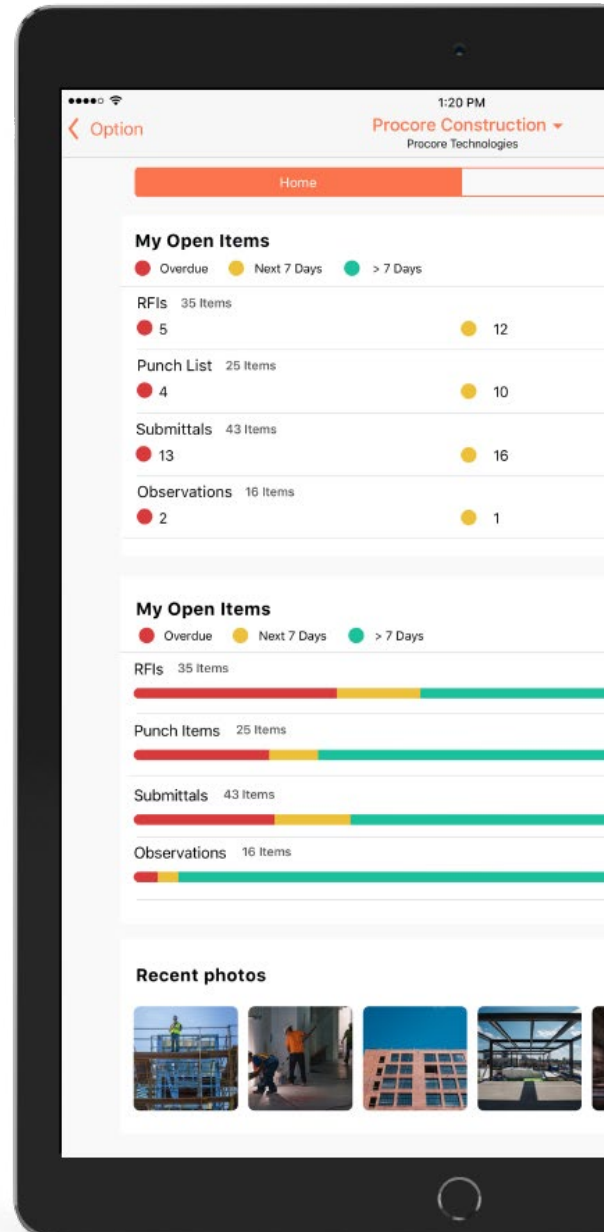 1:20 PM
Option
Procore Construction
Procore Technologies
Home
My Open Items
Overdue Next 7 Days > 7 Days
RFIs 35 Items
5 12
Punch List 25 Items
4 10
Submittals 43 Items
13 16
Observations 16 Items
2 1
My Open Items
Overdue Next 7 Days > 7 Days
RFIs 35 Items
Punch Items 25 Items
Submittals 43 Items
Observations 16 Items
Recent photos